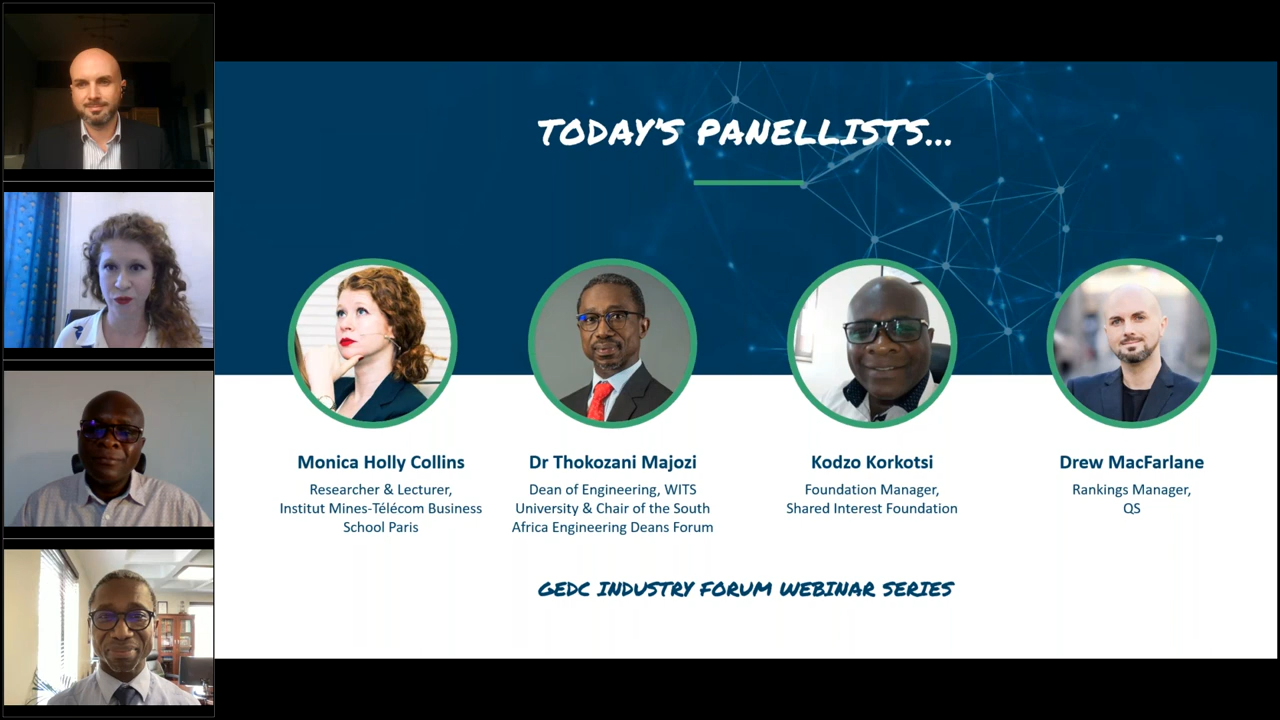 TODAY'S PANELLISTS...
Monica Holly Collins
Researcher & Lecturer,
Institut Mines-Télécom Business
School Paris
Dr Thokozani Majozi
Dean of Engineering, WITS
University & Chair of the South
Africa Engineering Deans Forum
Kodzo Korkotsi
Foundation Manager,
Shared Interest Foundation
Drew MacFarlane
Rankings Manager,
QS
GEDC INDUSTRY FORUM WEBINAR SERIES